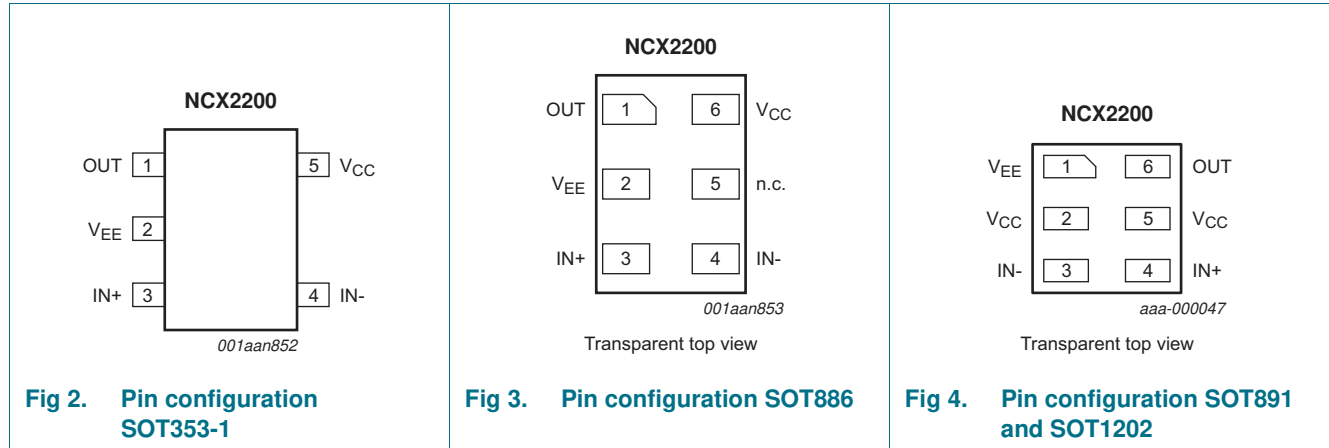 NCX2200
OUT 1 5 VCC
VEE 2
IN+ 3 4 IN-
001aan852
Fig 2. Pin configuration
SOT353-1
NCX2200
OUT 1 6 VCC
VEE 2 5 n.c.
IN+ 3 4 IN-
001aan853
Transparent top view
Fig 3. Pin configuration SOT886
NCX2200
VEE 1 6 OUT
VCC 2 5 VCC
IN- 3 4 IN+
aaa-000047
Transparent top view
Fig 4. Pin configuration SOT891
and SOT1202